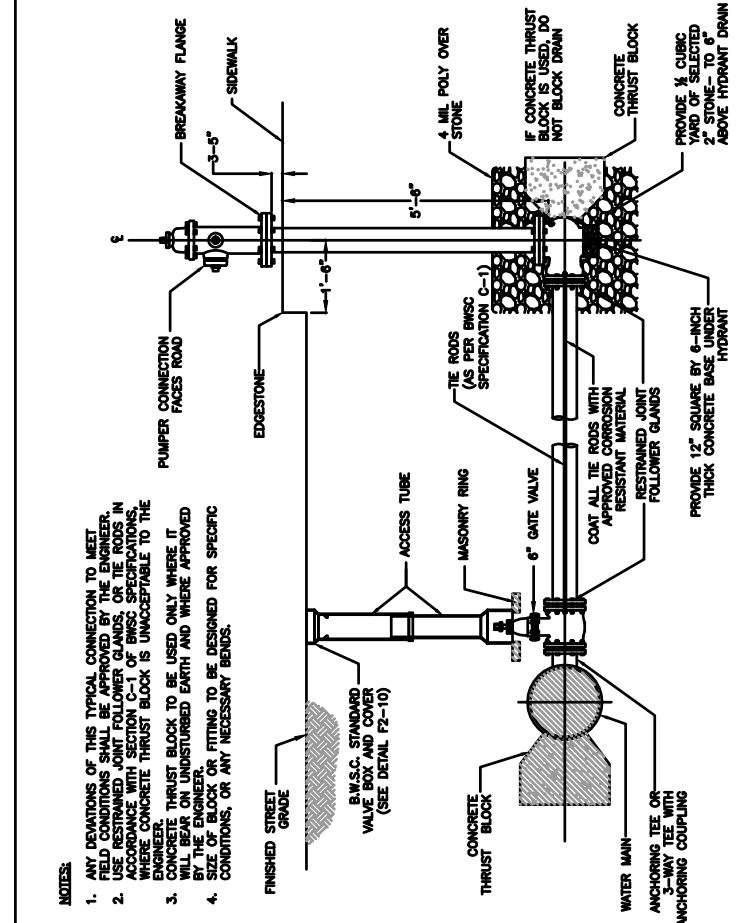 NOTES:
1. ANY DEVIATIONS OF THIS TYPICAL CONNECTION TO MEET
FIELD CONDITIONS SHALL BE APPROVED BY THE ENGINEER.
2. USE RESTRAINED JOINT FOLLOWER GLANDS, OR TIE RODS IN
ACCORDANCE WITH SECTION C-1 OF BWSC SPECIFICATIONS,
WHERE CONCRETE THRUST BLOCK IS UNACCEPTABLE TO THE
ENGINEER.
3. CONCRETE THRUST BLOCK TO BE USED ONLY WHERE IT
WILL BEAR ON UNDISTURBED EARTH AND WHERE APPROVED
BY THE ENGINEER.
4. SIZE OF BLOCK OR FITTING TO BE DESIGNED FOR SPECIFIC
CONDITIONS, OR ANY NECESSARY BENDS.
PUMPER CONNECTION
FACES ROAD
BREAKAWAY FLANGE
SIDEWALK
3-5"
EDGESTONE
1'-6"
5'-6"
FINISHED STREET
GRADE
B.W.S.C. STANDARD
VALVE BOX AND COVER
(SEE DETAIL F2-10)
ACCESS TUBE
MASONRY RING
6" GATE VALVE
TIE RODS
(AS PER BWSC
SPECIFICATION C-1)
4 MIL POLY OVER
STONE
IF CONCRETE THRUST
BLOCK IS USED, DO
NOT BLOCK DRAIN
CONCRETE
THRUST BLOCK
CONCRETE
THRUST BLOCK
COAT ALL TIE RODS WITH
APPROVED CORROSION
RESISTANT MATERIAL
RESTRAINED JOINT
FOLLOWER GLANDS
WATER MAIN
ANCHORING TEE OR
3-WAY TEE WITH
ANCHORING COUPLING
PROVIDE 12" SQUARE BY 6-INCH
THICK CONCRETE BASE UNDER
HYDRANT
PROVIDE ½ CUBIC
YARD OF SELECTED
2" STONE- TO 6"
ABOVE HYDRANT DRAIN